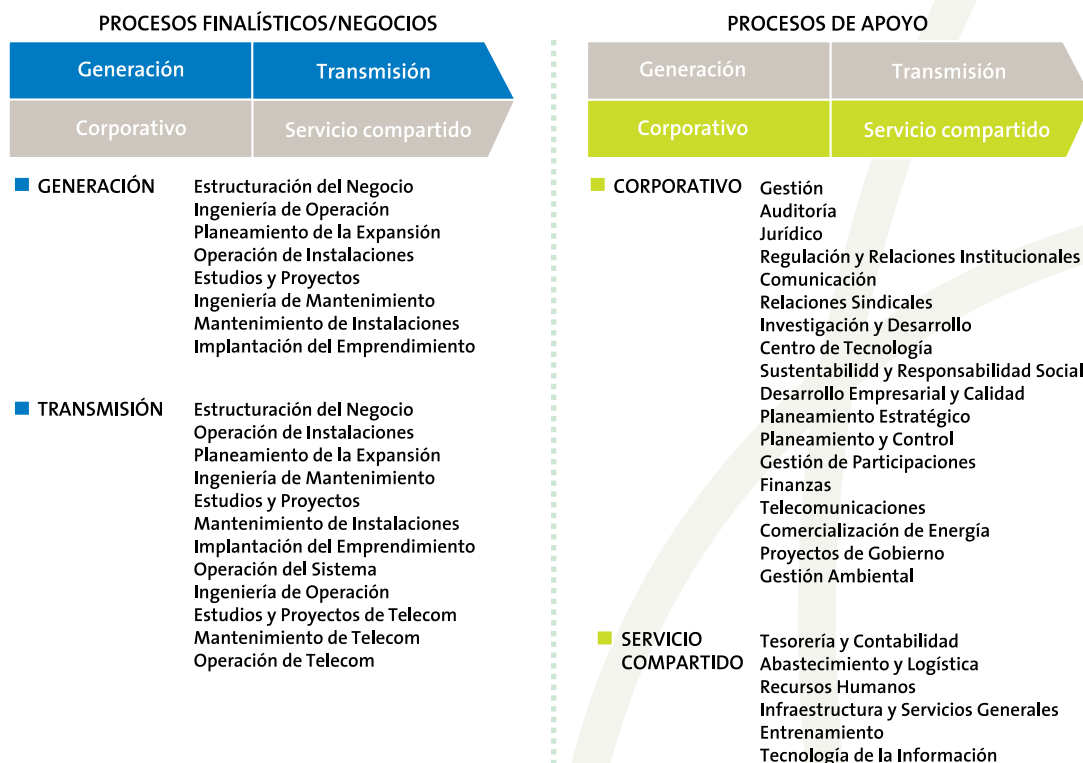 PROCESOS FINALÍSTICOS/NEGOCIOS
Generación
Transmisión
Corporativo
Servicio compartido
GENERACIÓN
Estructuración del Negocio
Ingeniería de Operación
Planeamiento de la Expansión
Operación de Instalaciones
Estudios y Proyectos
Ingeniería de Mantenimiento
Mantenimiento de Instalaciones
Implantación del Emprendimiento
TRANSMISIÓN
Estructuración del Negocio
Operación de Instalaciones
Planeamiento de la Expansión
Ingeniería de Mantenimiento
Estudios y Proyectos
Mantenimiento de Instalaciones
Implantación del Emprendimiento
Operación del Sistema
Ingeniería de Operación
Estudios y Proyectos de Telecom
Mantenimiento de Telecom
Operación de Telecom
PROCESOS DE APOYO
Generación
Transmisión
Corporativo
Servicio compartido
CORPORATIVO
Gestión
Auditoría
Jurídico
Regulación y Relaciones Institucionales
Comunicación
Relaciones Sindicales
Investigación y Desarrollo
Centro de Tecnología
Sustentabilidd y Responsabilidad Social
Desarrollo Empresarial y Calidad
Planeamiento Estratégico
Planeamiento y Control
Gestión de Participaciones
Finanzas
Telecomunicaciones
Comercialización de Energía
Proyectos de Gobierno
Gestión Ambiental
SERVICIO
COMPARTIDO
Tesorería y Contabilidad
Abastecimiento y Logística
Recursos Humanos
Infraestructura y Servicios Generales
Entrenamiento
Tecnología de la Información